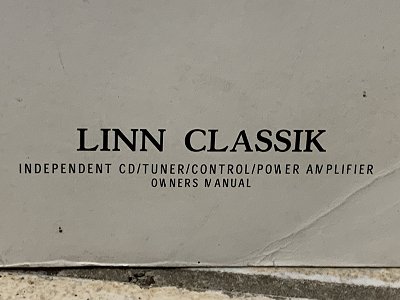 LINN CLASSIK
INDEPENDENT CD/TUNER/CONTROL/POWER AMPLIFIER
OWNERS MANUAL